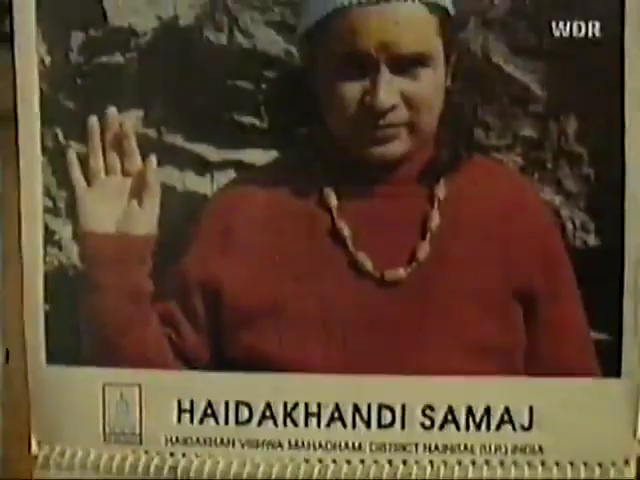 WDR
HAIDAKHANDI SAMAJ
HAIDAKHAN VISHWA MAHADHAM, DISTRICT NAINITAL (U.P.) INDIA